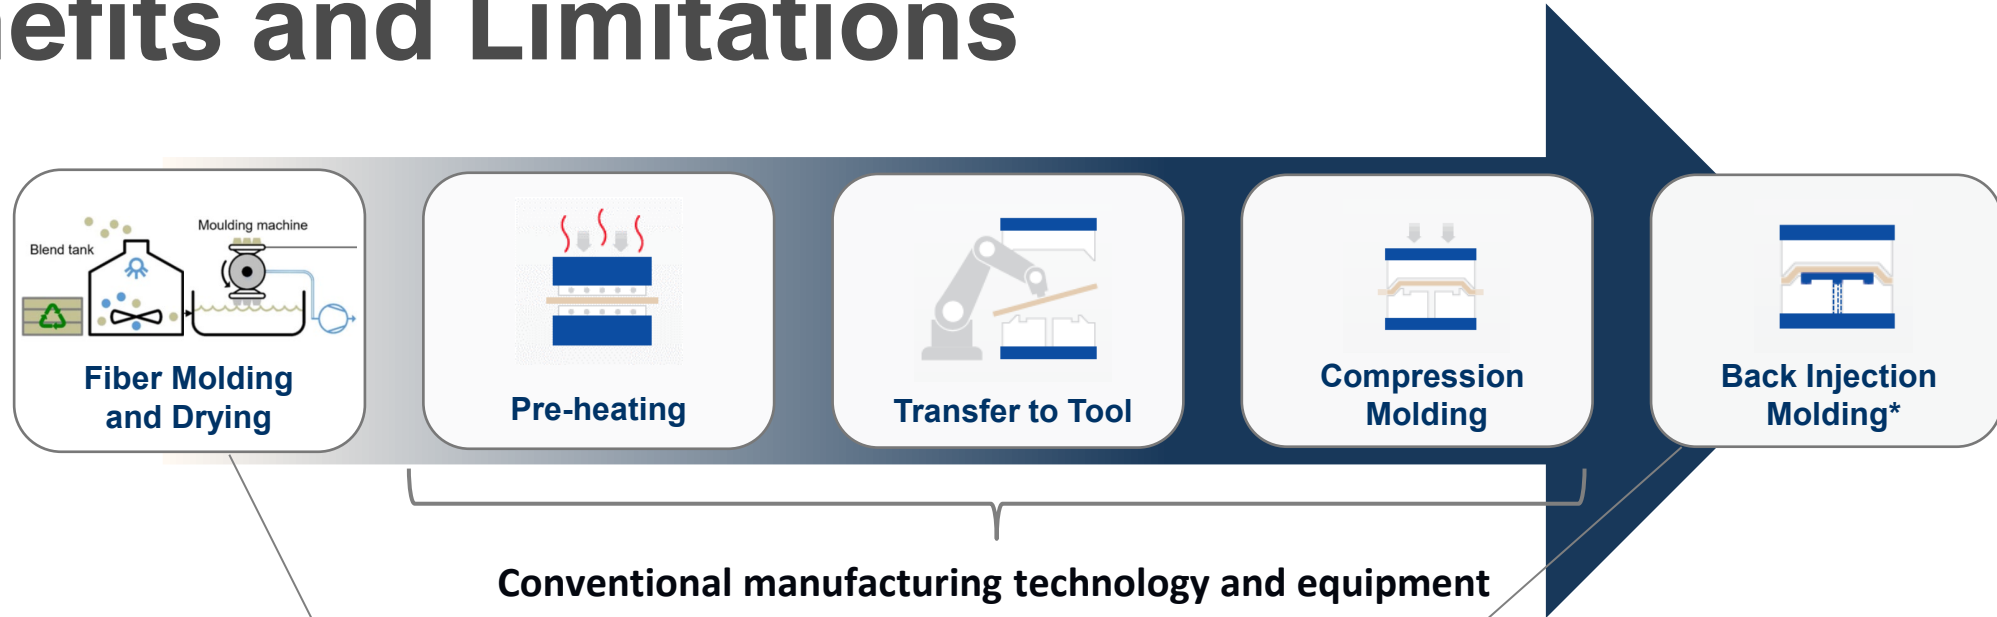 and Limitations
Moulding machine
Blend tank
Fiber Molding
and Drying
Pre-heating
Transfer to Tool
Compression
Molding
Back Injection
Molding*
Conventional manufacturing technology and equipment